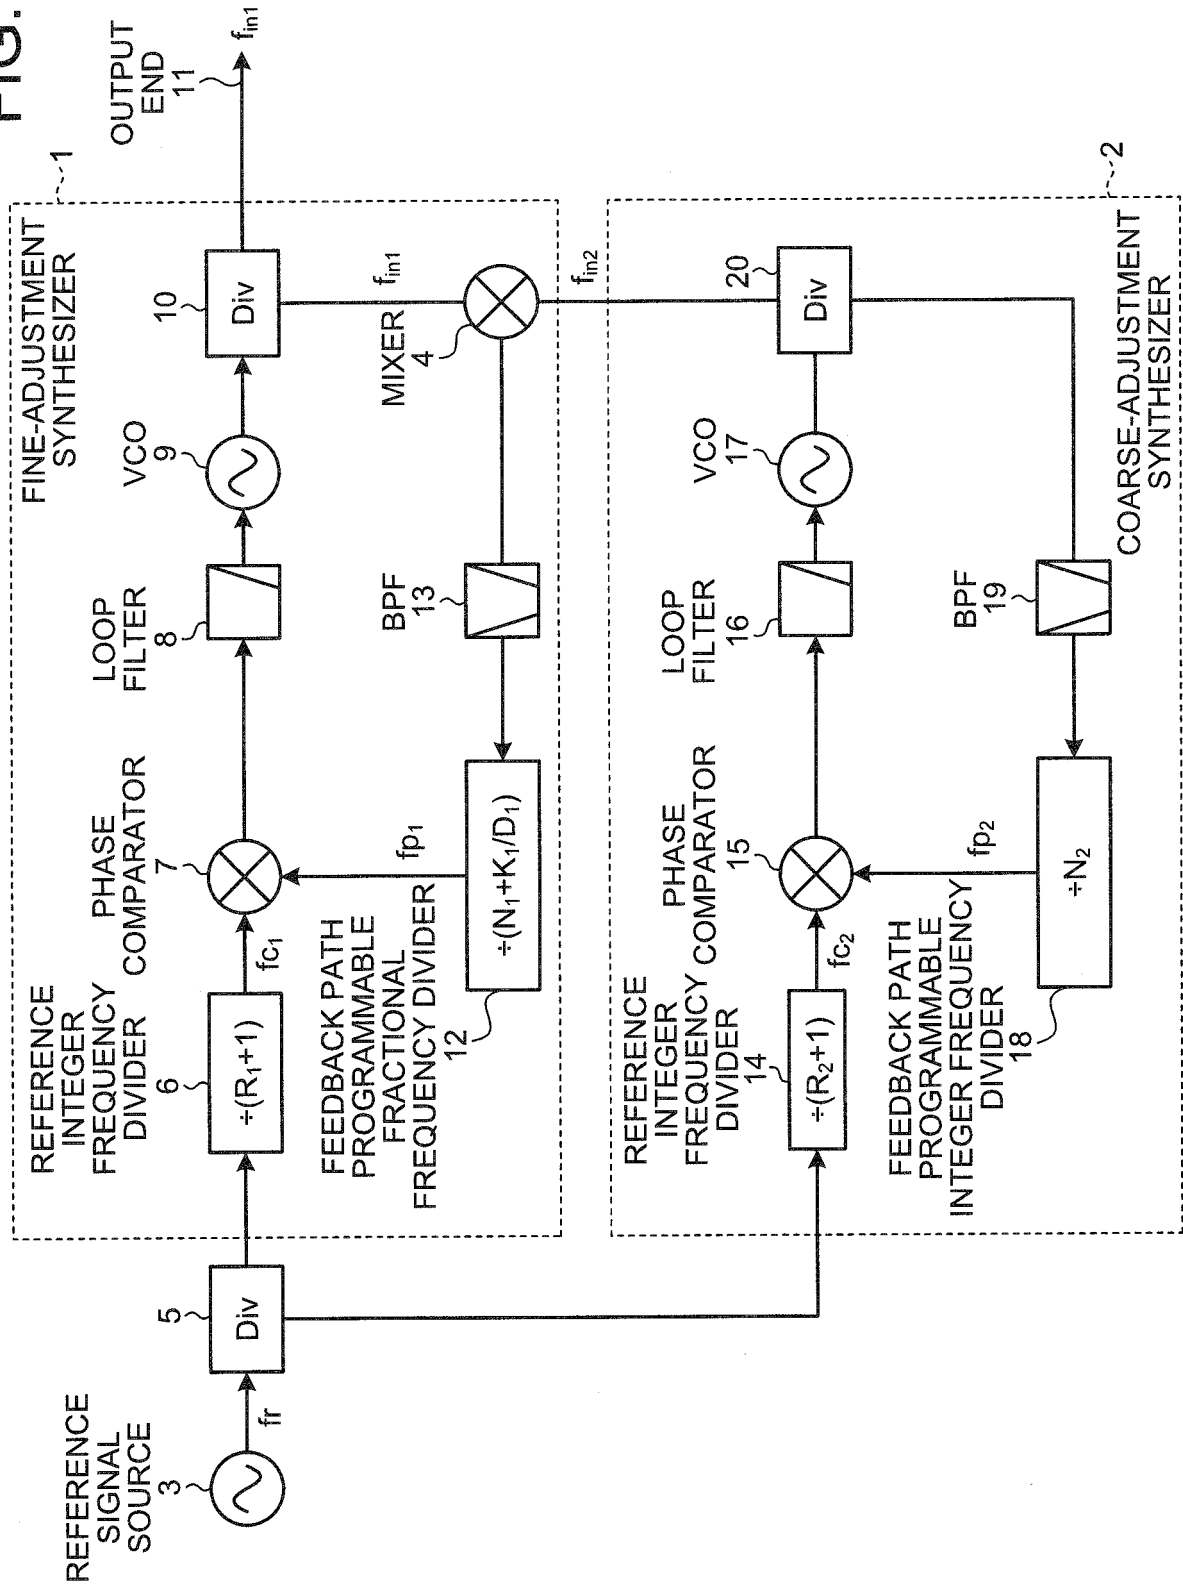 FIG.
FINE-ADJUSTMENT
SYNTHESIZER
1
OUTPUT
END
11
f_in1
REFERENCE
SIGNAL
SOURCE
3
fr
5
Div
REFERENCE
INTEGER
FREQUENCY
DIVIDER
6
÷(R₁+1)
fc₁
PHASE
COMPARATOR
7
LOOP
FILTER
8
VCO
9
10
Div
f_in1
MIXER
4
f_in2
BPF
13
fp₁
FEEDBACK PATH
PROGRAMMABLE
FRACTIONAL
FREQUENCY DIVIDER
12
÷(N₁+K₁/D₁)
2
COARSE-ADJUSTMENT
SYNTHESIZER
REFERENCE
INTEGER
FREQUENCY
DIVIDER
14
÷(R₂+1)
fc₂
PHASE
COMPARATOR
15
LOOP
FILTER
16
VCO
17
20
Div
BPF
19
fp₂
FEEDBACK PATH
PROGRAMMABLE
INTEGER FREQUENCY
DIVIDER
18
÷N₂